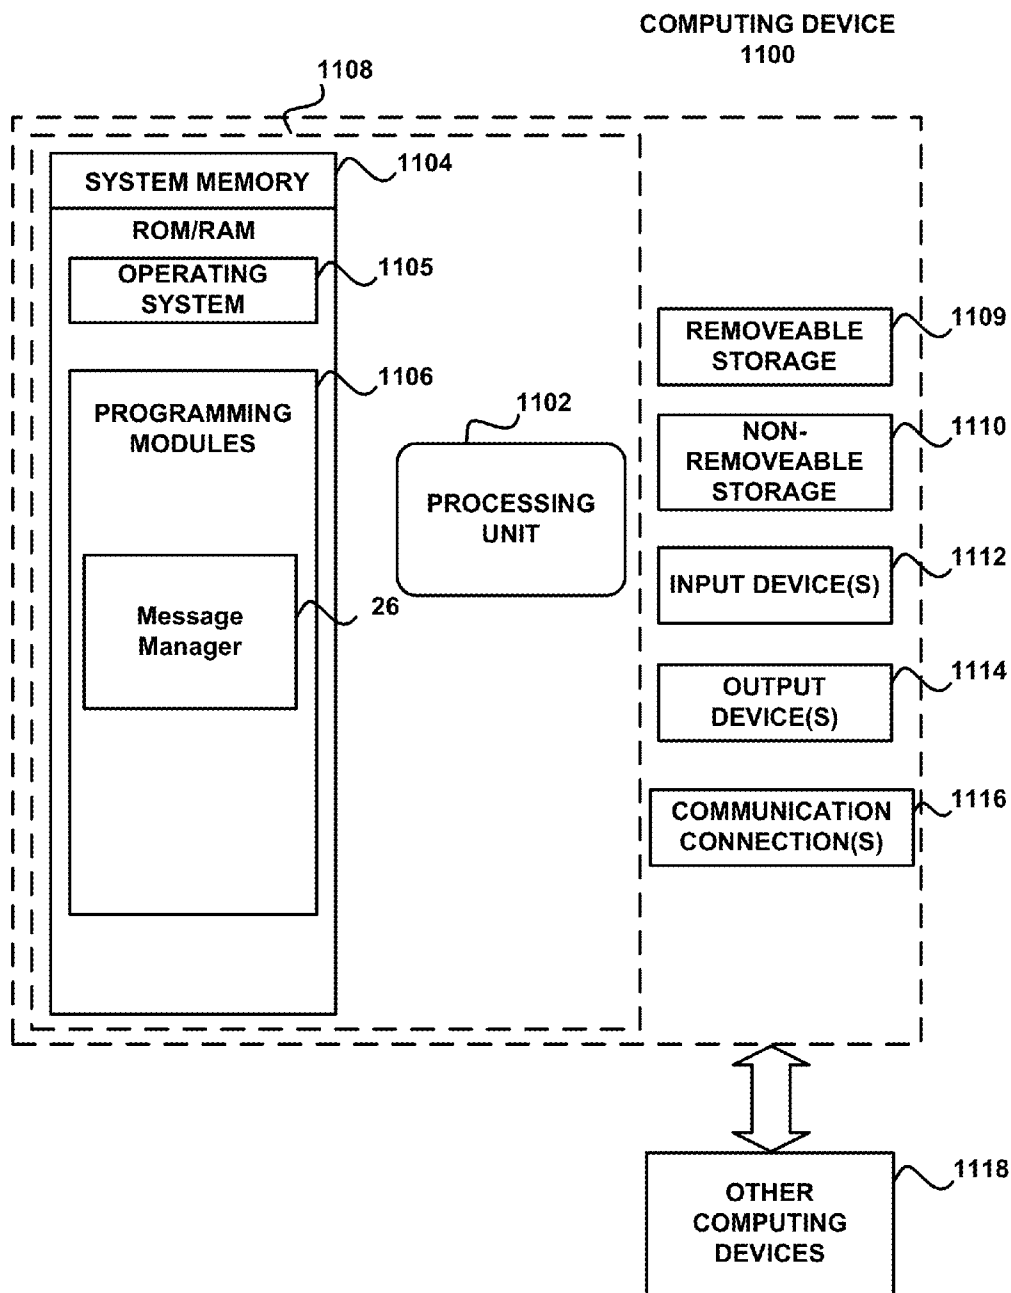 COMPUTING DEVICE
1100
1108
SYSTEM MEMORY
1104
ROM/RAM
OPERATING
SYSTEM
1105
PROGRAMMING
MODULES
1106
Message
Manager
26
1102
PROCESSING
UNIT
REMOVEABLE
STORAGE
1109
NON-
REMOVEABLE
STORAGE
1110
INPUT DEVICE(S)
1112
OUTPUT
DEVICE(S)
1114
COMMUNICATION
CONNECTION(S)
1116
OTHER
COMPUTING
DEVICES
1118